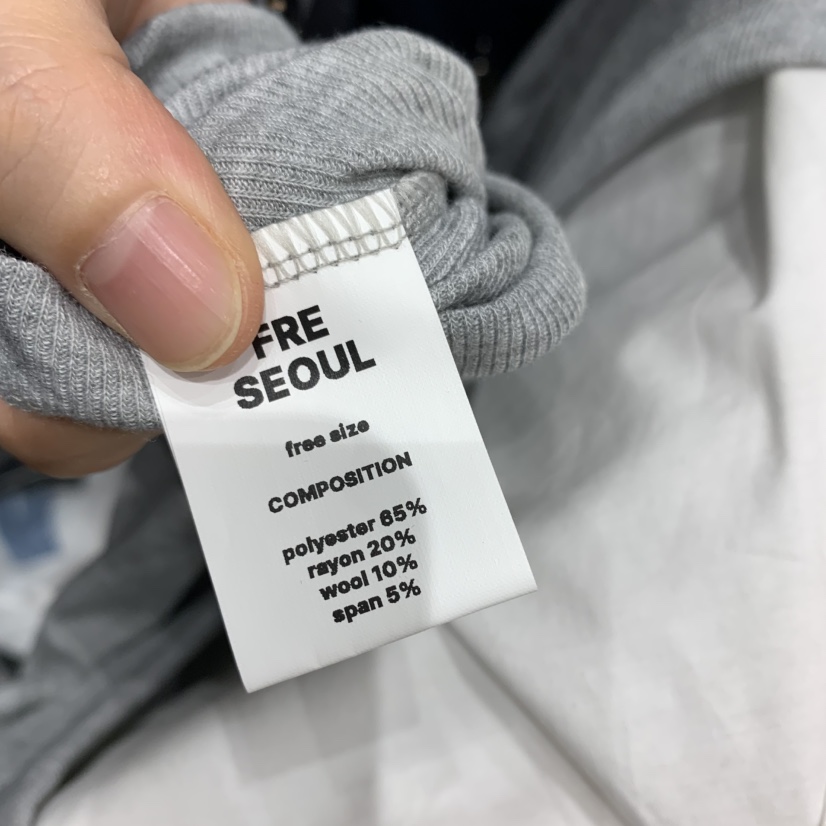 FRE
SEOUL
free size
COMPOSITION
polyester 65%
rayon 20%
wool 10%
span 5%